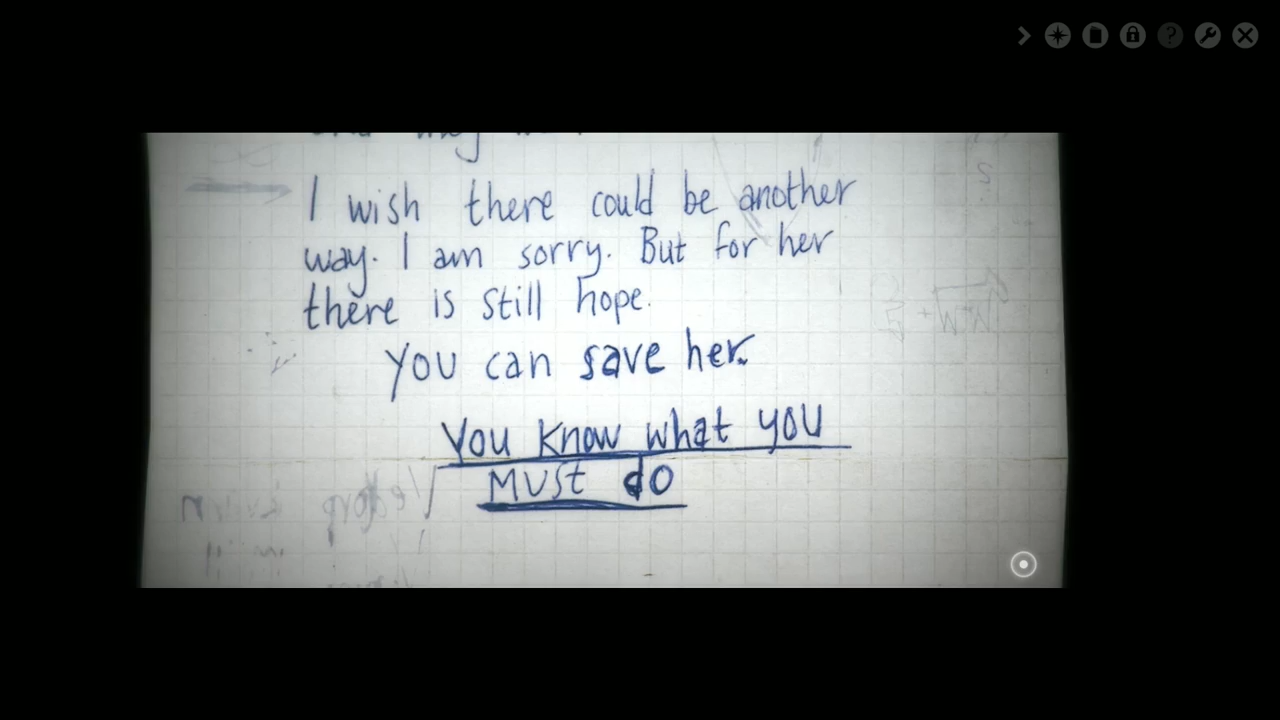 I wish there could be another
way. I am sorry. But for her
there is still hope.
You can save her.
You know what you
MUST do